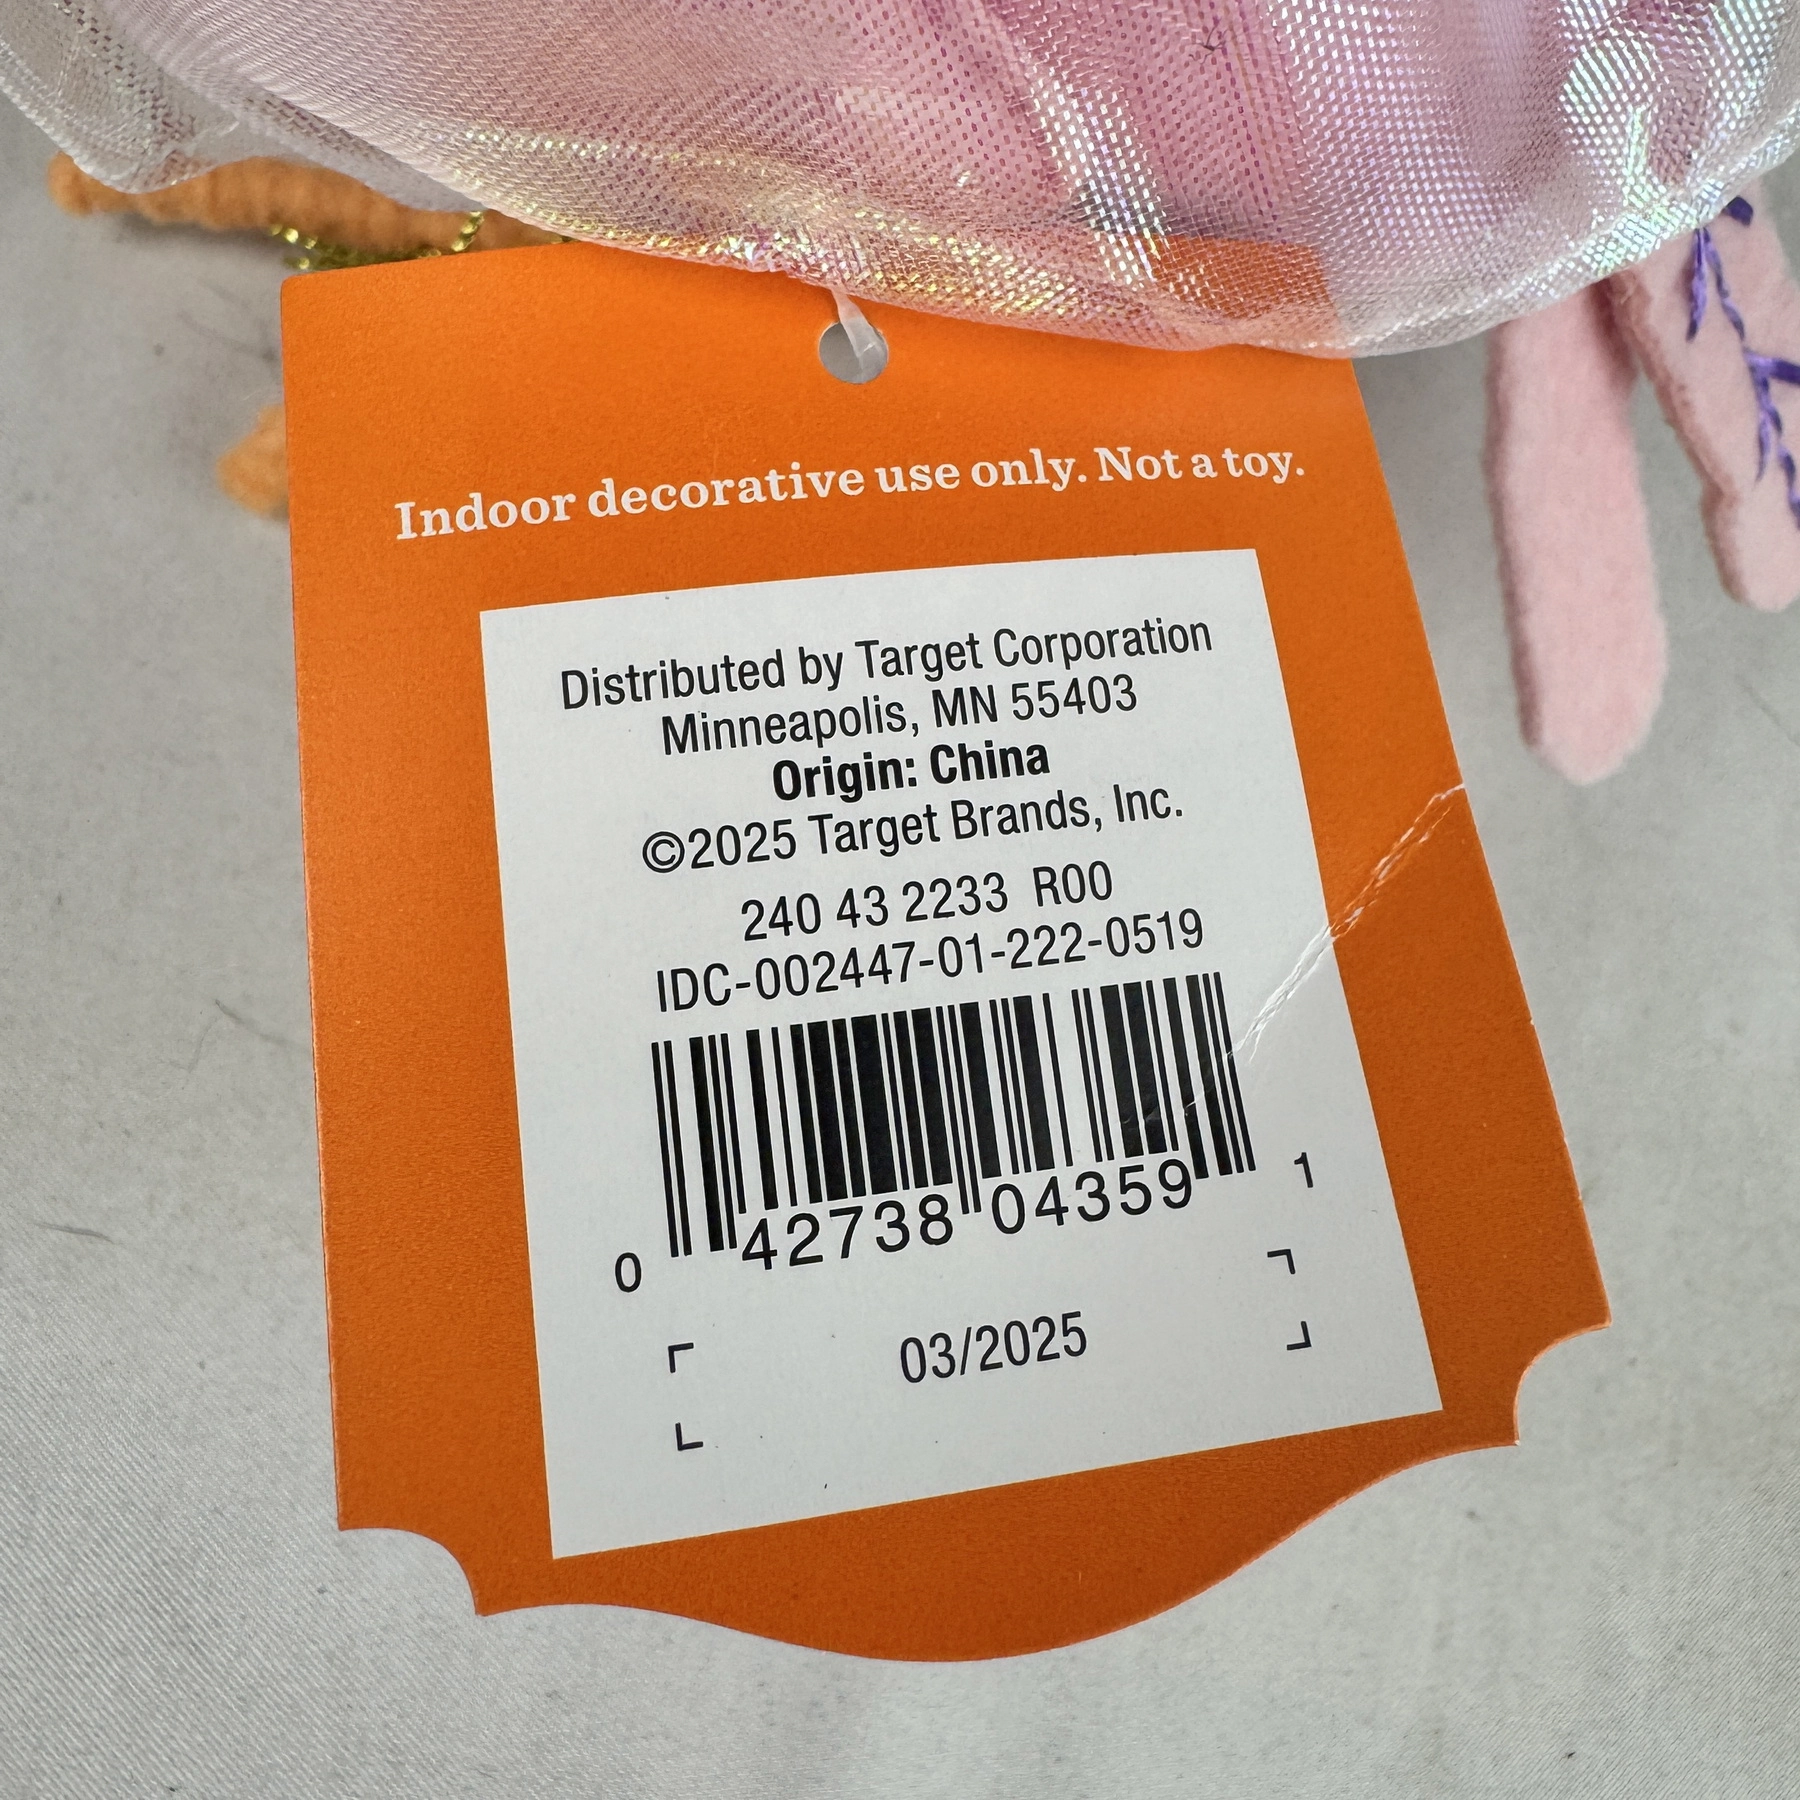 Indoor decorative use only. Not a toy.
Distributed by Target Corporation
Minneapolis, MN 55403
Origin: China
©2025 Target Brands, Inc.
240 43 2233 R00
IDC-002447-01-222-0519
0 42738 04359 1
03/2025